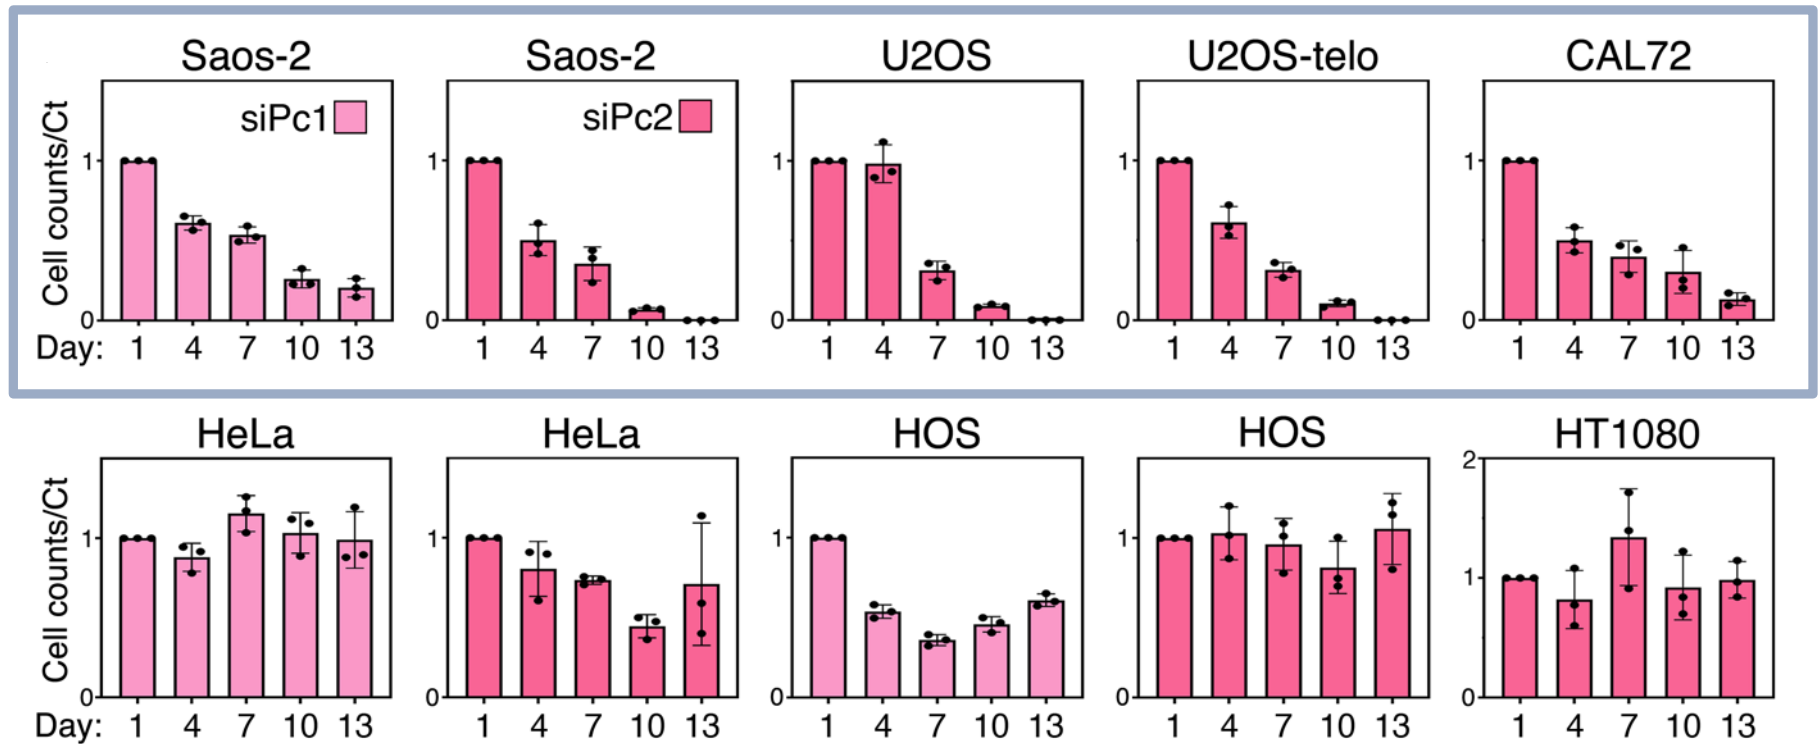 Saos-2 Saos-2 U2OS U2OS-telo CAL72
siPc1 siPc2
Cell counts/Ct
1 1 1 1 1
0 0 0 0 0
Day: 1 4 7 10 13 1 4 7 10 13 1 4 7 10 13 1 4 7 10 13 1 4 7 10 13
HeLa HeLa HOS HOS HT1080
Cell counts/Ct
2
1 1 1 1 1
0 0 0 0 0
Day: 1 4 7 10 13 1 4 7 10 13 1 4 7 10 13 1 4 7 10 13 1 4 7 10 13